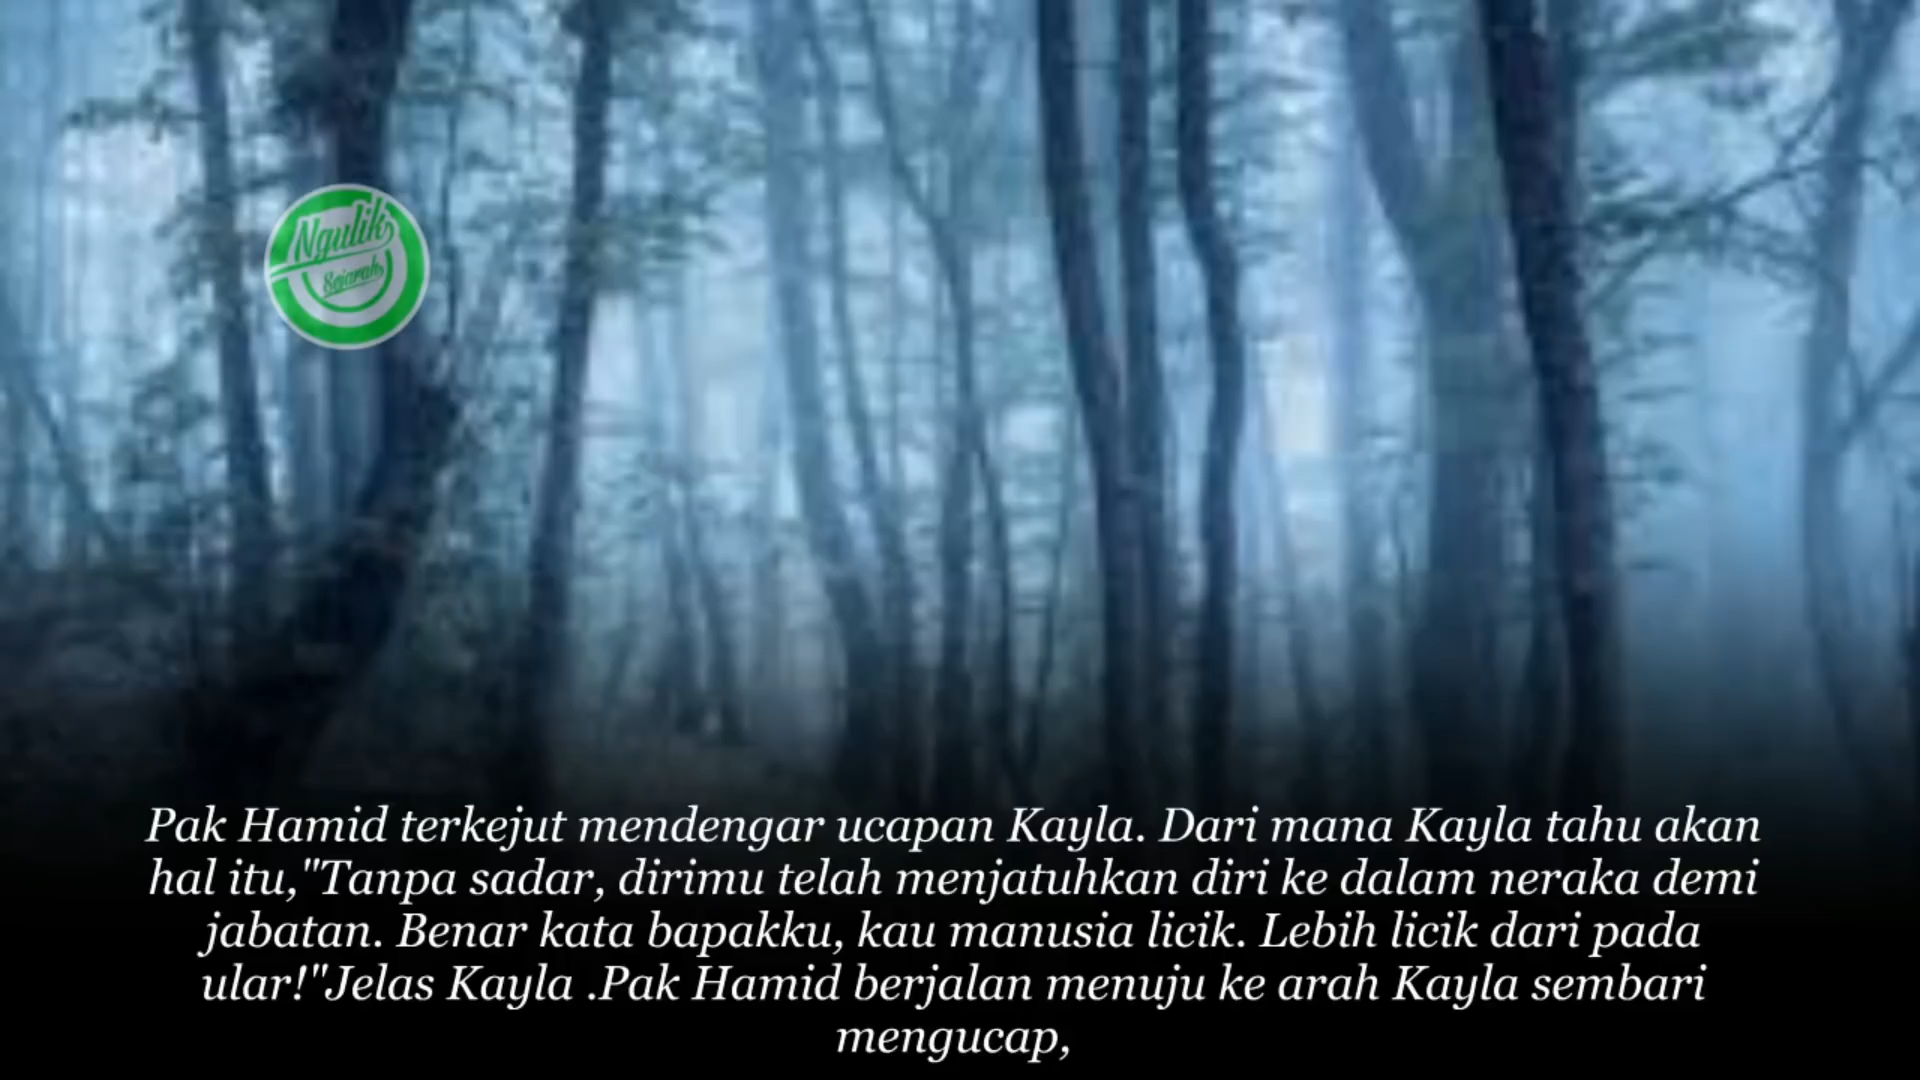 Ngulik
Sejarah
Pak Hamid terkejut mendengar ucapan Kayla. Dari mana Kayla tahu akan
hal itu,"Tanpa sadar, dirimu telah menjatuhkan diri ke dalam neraka demi
jabatan. Benar kata bapakku, kau manusia licik. Lebih licik dari pada
ular!"Jelas Kayla .Pak Hamid berjalan menuju ke arah Kayla sembari
mengucap,